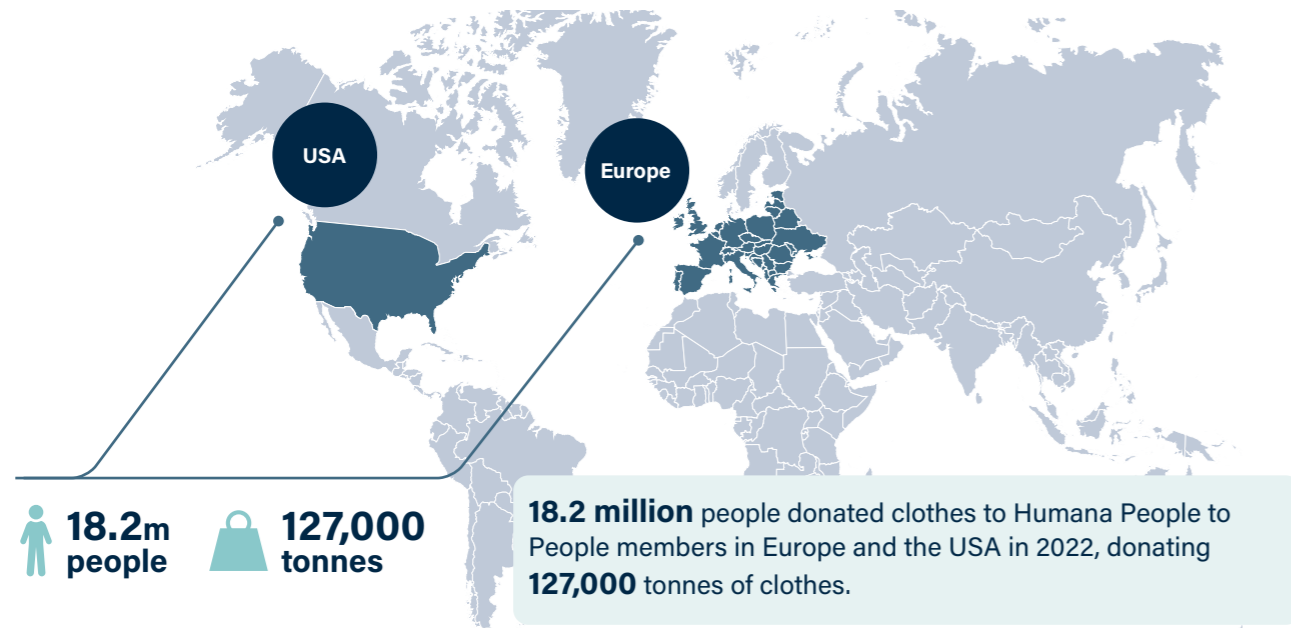 USA
Europe
18.2m
people
127,000
tonnes
18.2 million people donated clothes to Humana People to
People members in Europe and the USA in 2022, donating
127,000 tonnes of clothes.